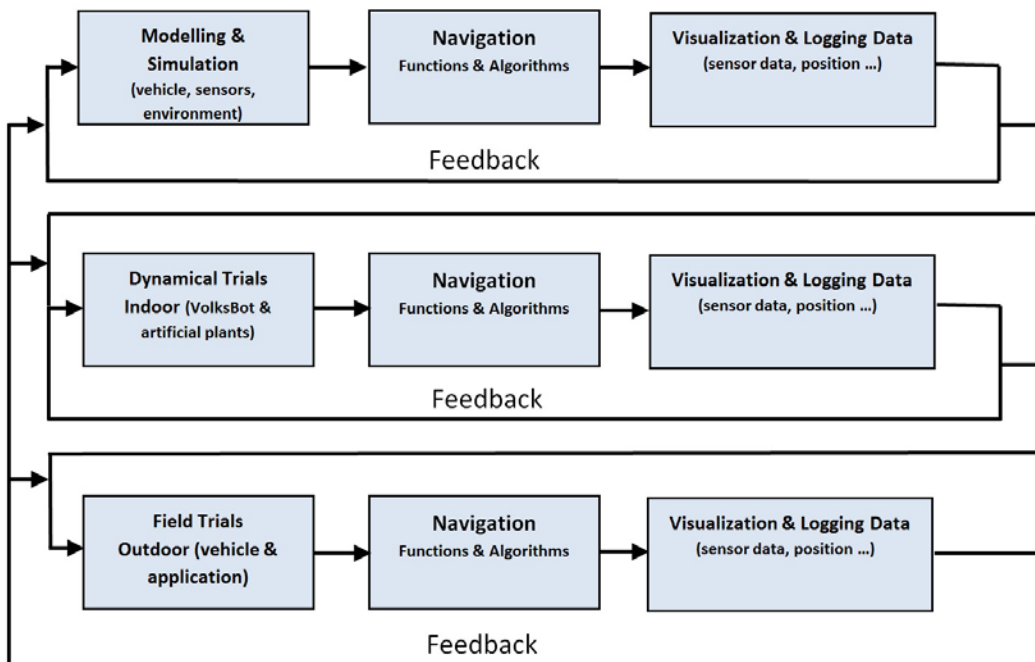 Modelling &
Simulation
(vehicle, sensors,
environment)
Navigation
Functions & Algorithms
Visualization & Logging Data
(sensor data, position ...)
Feedback
Dynamical Trials
Indoor (VolksBot &
artificial plants)
Navigation
Functions & Algorithms
Visualization & Logging Data
(sensor data, position ...)
Feedback
Field Trials
Outdoor (vehicle &
application)
Navigation
Functions & Algorithms
Visualization & Logging Data
(sensor data, position ...)
Feedback